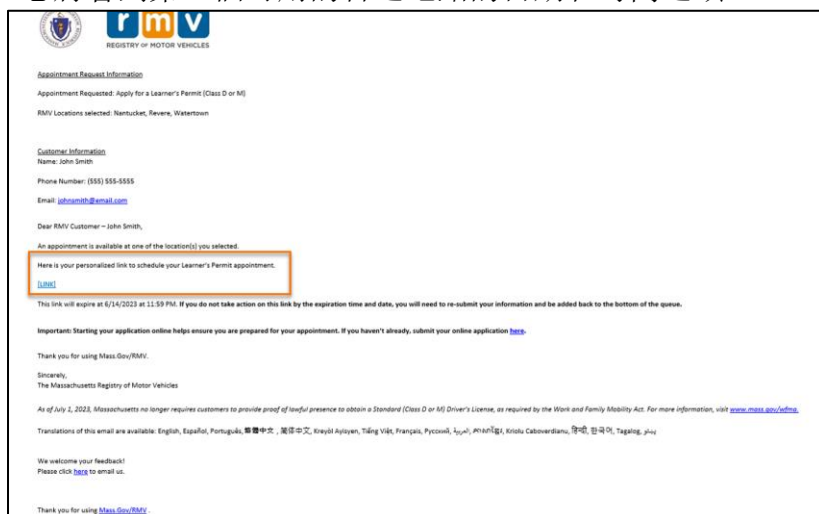 rmv
REGISTRY OF MOTOR VEHICLES
Appointment Request Information
Appointment Requested: Apply for a Learner's Permit (Class D or M)
RMV Locations selected: Nantucket, Revere, Watertown
Customer Information
Name: John Smith
Phone Number: (555) 555-5555
Email: johnsmith@email.com
Dear RMV Customer – John Smith,
An appointment is available at one of the location(s) you selected.
Here is your personalized link to schedule your Learner's Permit appointment.
[LINK]
This link will expire at 6/14/2023 at 11:59 PM. If you do not take action on this link by the expiration time and date, you will need to re-submit your information and be added back to the bottom of the queue.
Important: Starting your application online helps ensure you are prepared for your appointment. If you haven't already, submit your online application here.
Thank you for using Mass.Gov/RMV.
Sincerely,
The Massachusetts Registry of Motor Vehicles
As of July 1, 2023, Massachusetts no longer requires customers to provide proof of lawful presence to obtain a Standard (Class D or M) Driver's License, as required by the Work and Family Mobility Act. For more information, visit www.mass.gov/wfma.
Translations of this email are available: English, Español, Português, 繁體中文, 简体中文, Kreyòl Ayisyen, Tiếng Việt, Français, Русский, العربية, Kriolu Caboverdianu, हिन्दी, 한국어, Tagalog,
We welcome your feedback!
Please click here to email us.
Thank you for using Mass.Gov/RMV .